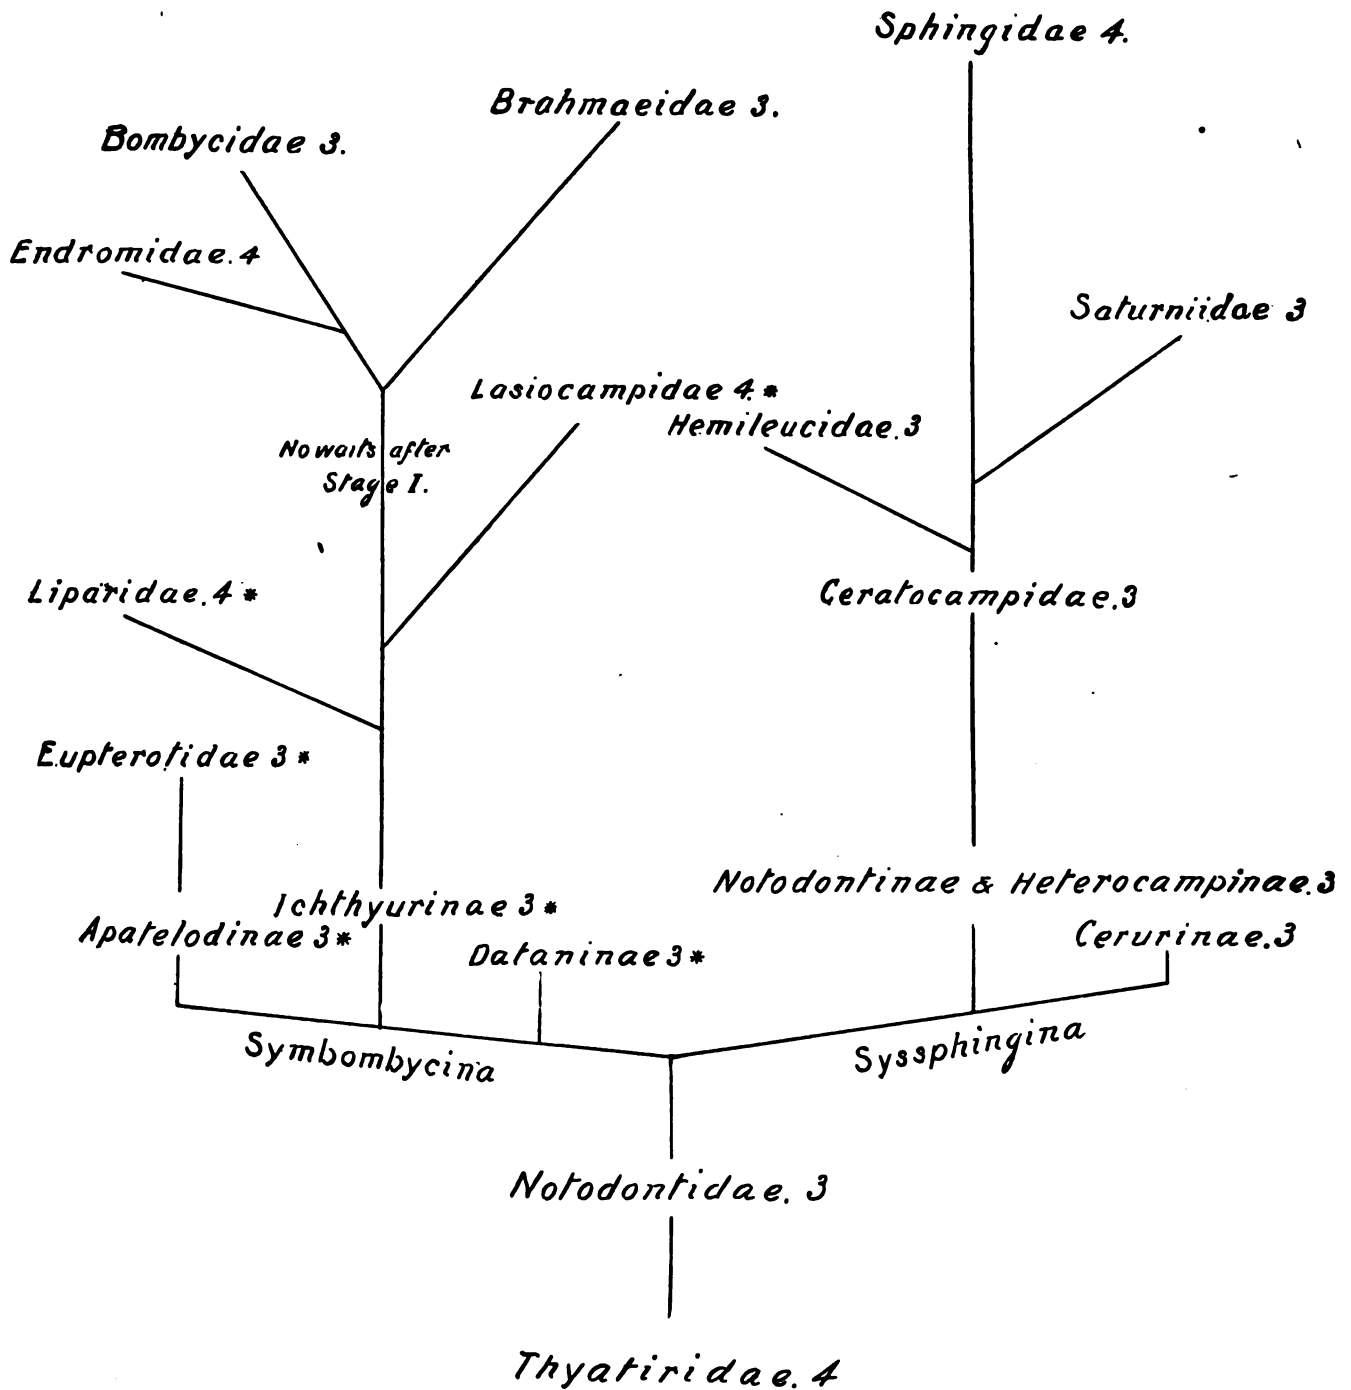 Sphingidae 4.
Brahmaeidae 3.
Bombycidae 3.
Endromidae. 4
Saturniidae 3
Lasiocampidae 4. *
Hemileucidae. 3
No waits after
Stage I.
Liparidae. 4 *
Ceratocampidae. 3
Eupterotidae 3 *
Notodontinae & Heterocampinae. 3
Ichthyurinae 3 *
Apatelodinae 3 *
Cerurinae. 3
Dataninae 3 *
Symbombycina
Syssphingina
Notodontidae. 3
Thyatiridae. 4